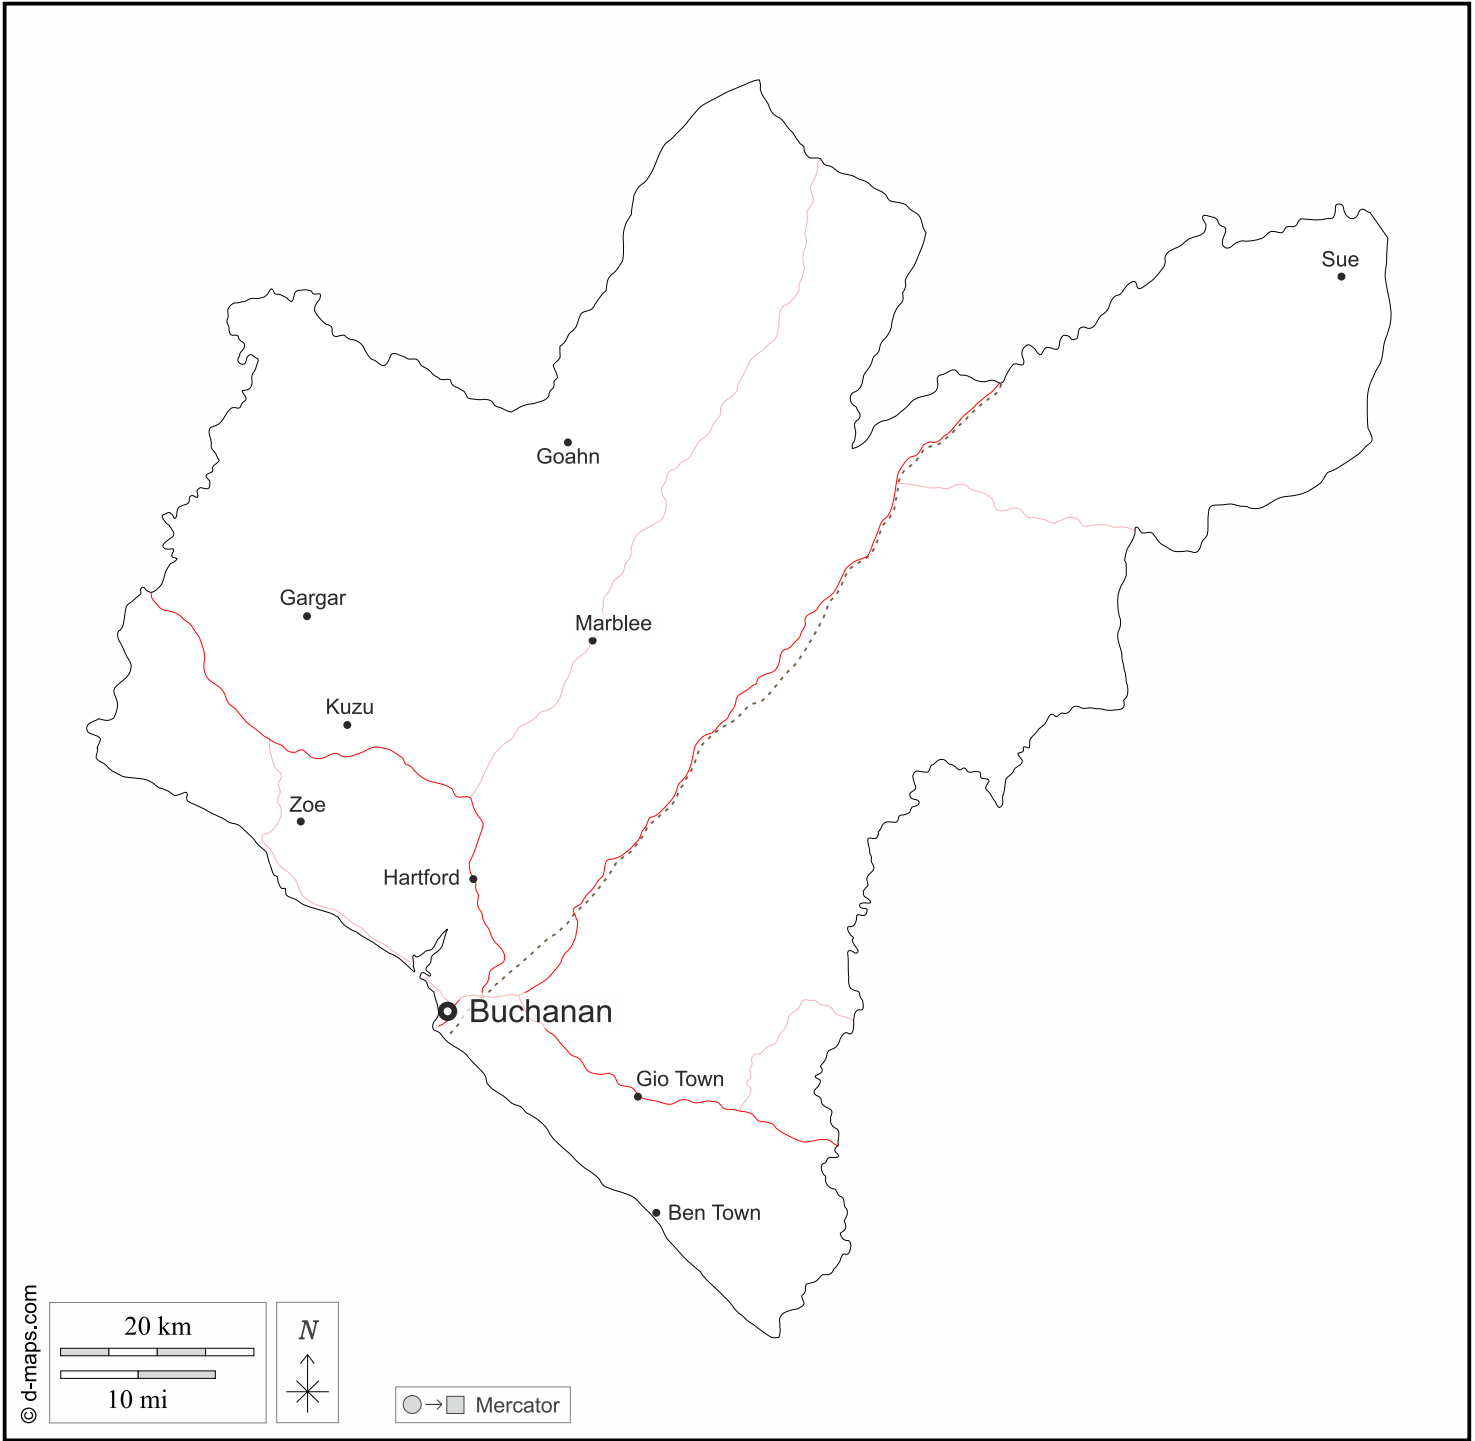 Sue
Goahn
Gargar
Marblee
Kuzu
Zoe
Hartford
Buchanan
Gio Town
Ben Town
© d-maps.com
20 km
10 mi
N
Mercator